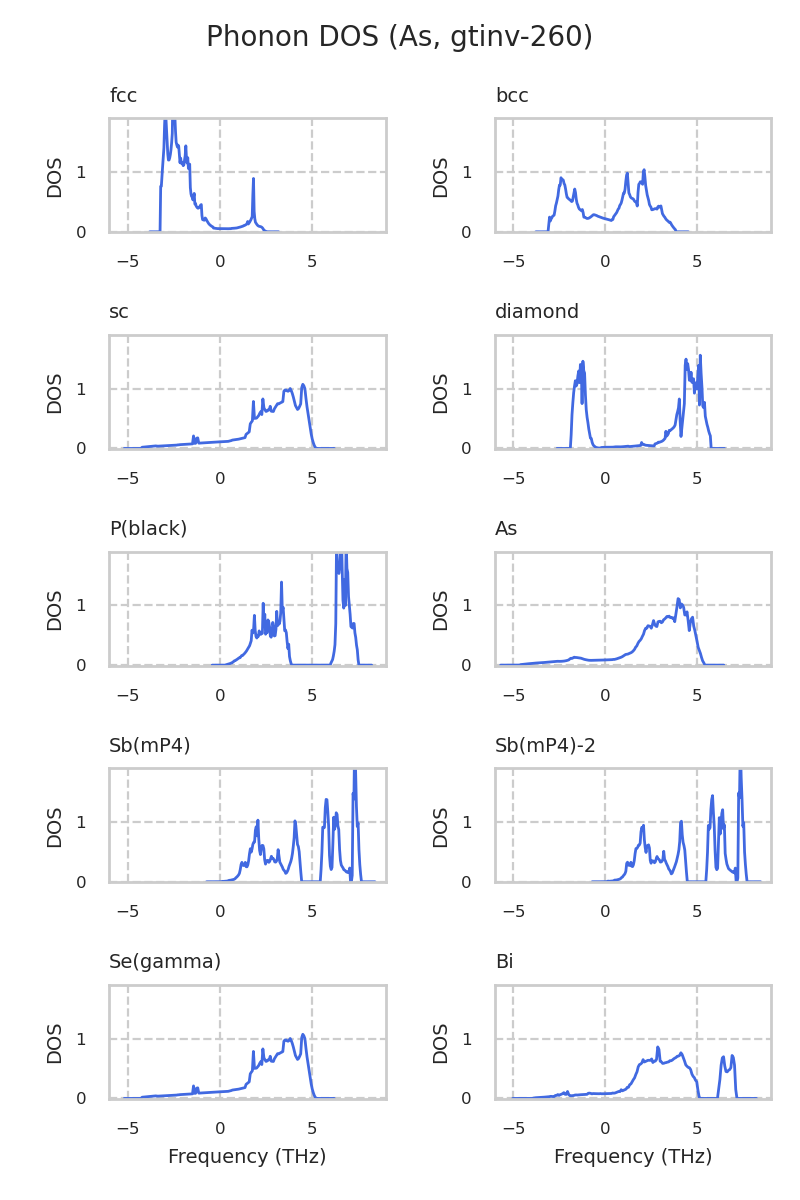 Phonon DOS (As, gtinv-260)
fcc
bcc
DOS
1
0
−5 0 5
DOS
1
0
−5 0 5
sc
diamond
DOS
1
0
−5 0 5
DOS
1
0
−5 0 5
P(black)
As
DOS
1
0
−5 0 5
DOS
1
0
−5 0 5
Sb(mP4)
Sb(mP4)-2
DOS
1
0
−5 0 5
DOS
1
0
−5 0 5
Se(gamma)
Bi
DOS
1
0
−5 0 5
Frequency (THz)
DOS
1
0
−5 0 5
Frequency (THz)